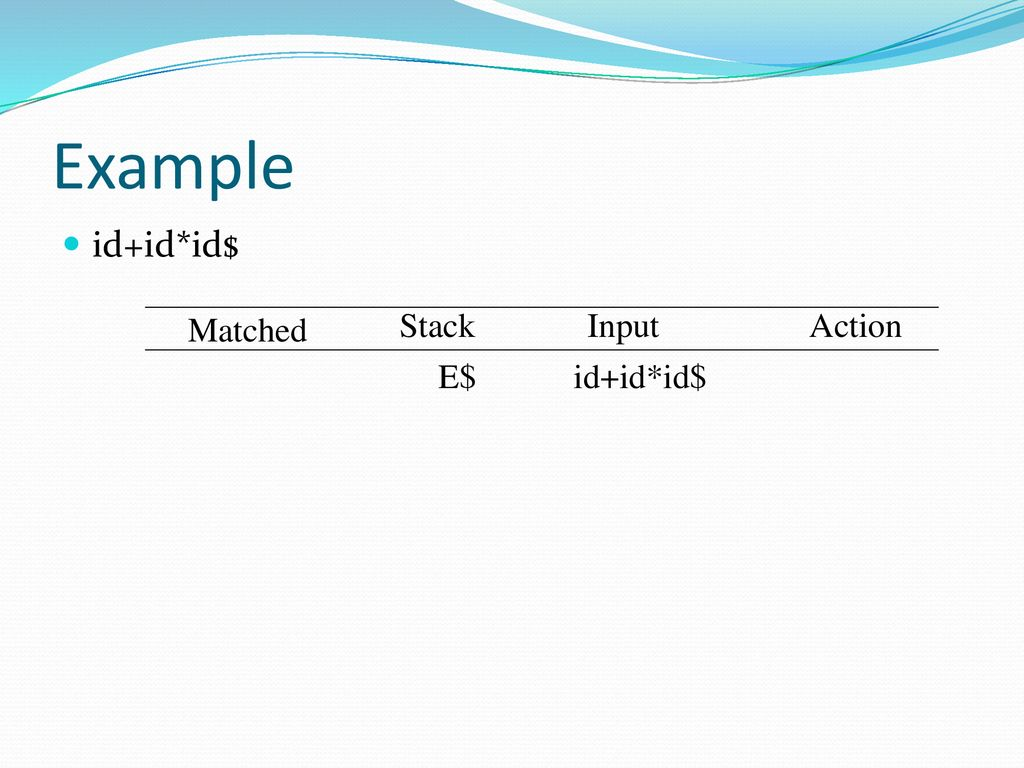 Example
id+id*id$
Matched Stack Input Action
E$ id+id*id$